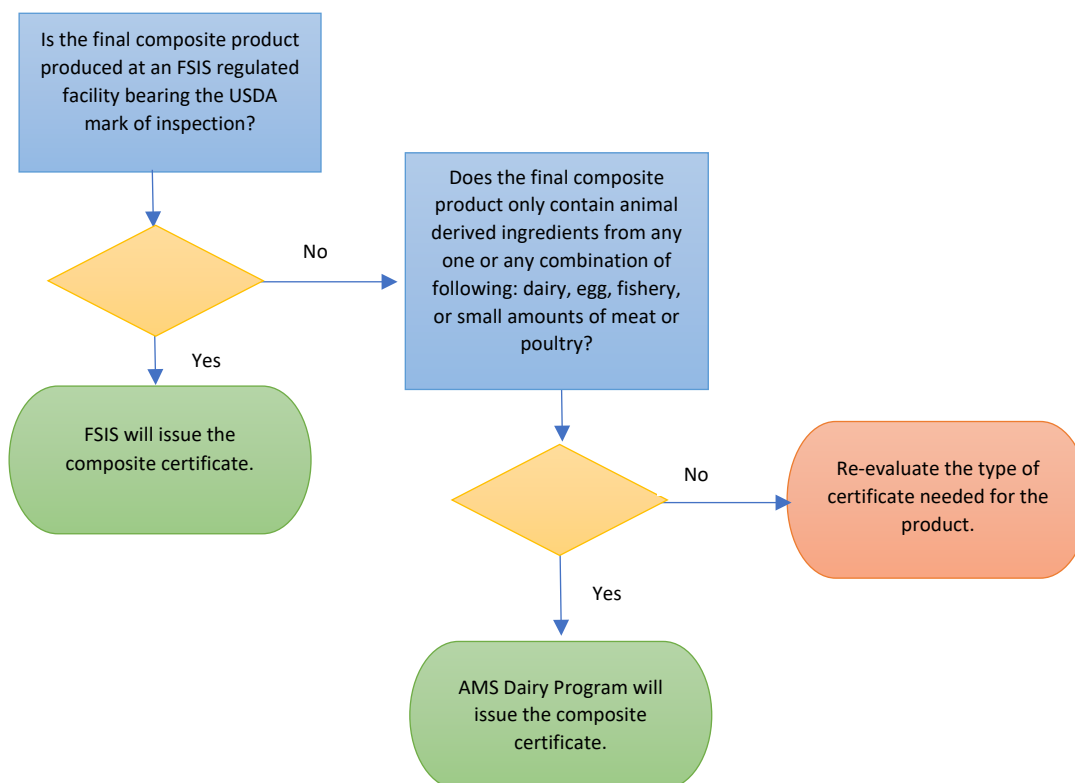 Is the final composite product
produced at an FSIS regulated
facility bearing the USDA
mark of inspection?
No
Yes
FSIS will issue the
composite certificate.
Does the final composite
product only contain animal
derived ingredients from any
one or any combination of
following: dairy, egg, fishery,
or small amounts of meat or
poultry?
No
Re-evaluate the type of
certificate needed for the
product.
Yes
AMS Dairy Program will
issue the composite
certificate.